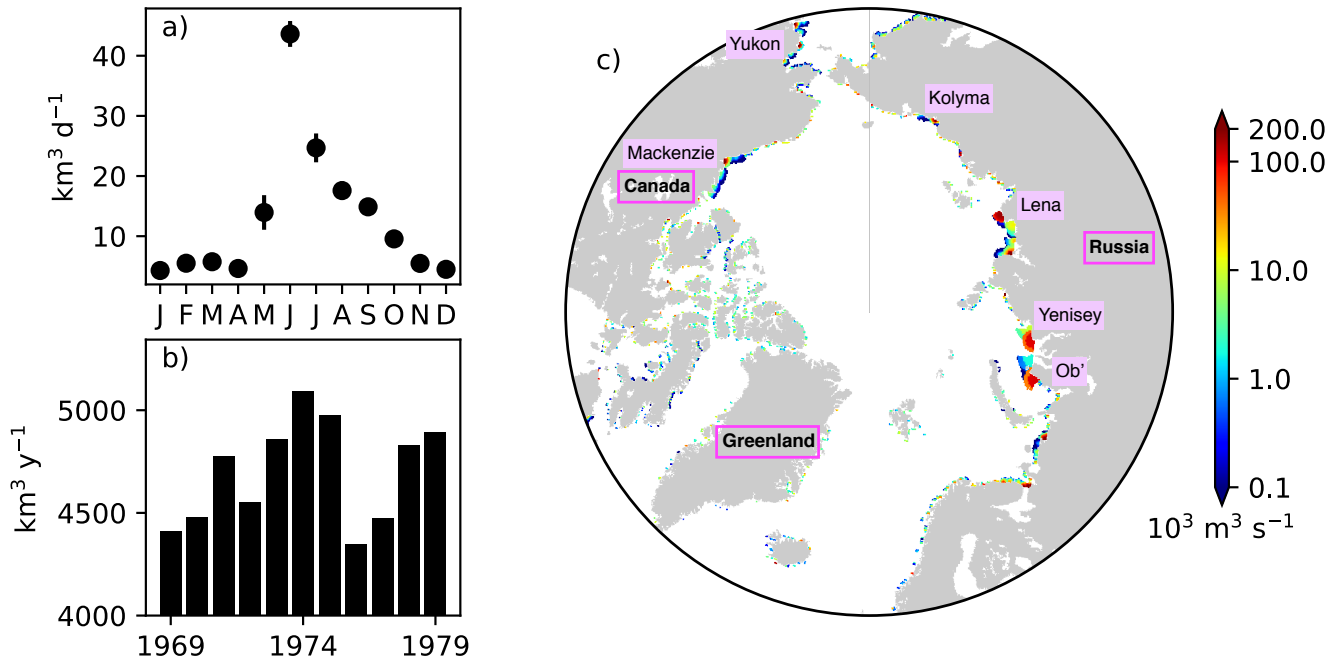 a)
km³ d⁻¹
40
30
20
10
J F M A M J J A S O N D
b)
km³ y⁻¹
5000
4500
4000
1969 1974 1979
c)
Yukon
Kolyma
Mackenzie
Canada
Lena
Russia
Yenisey
Ob'
Greenland
200.0
100.0
10.0
1.0
0.1
10³ m³ s⁻¹